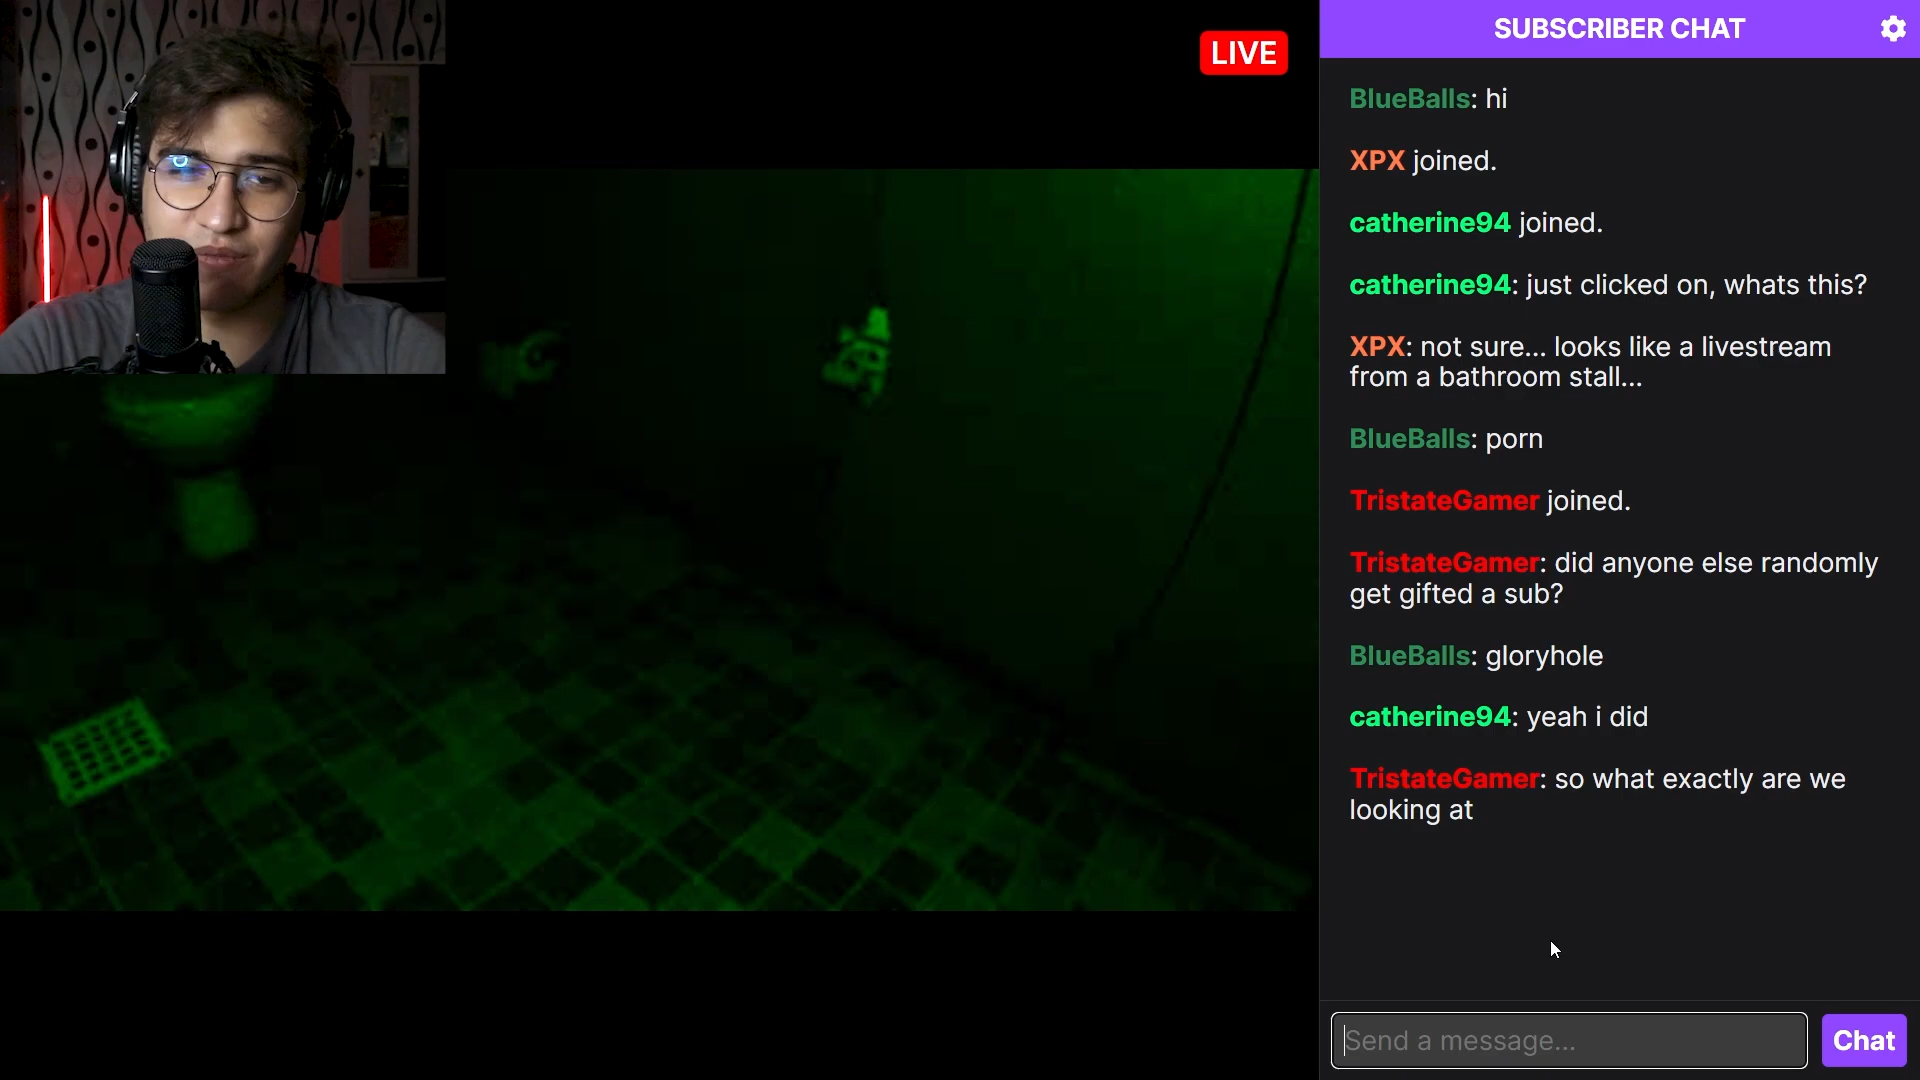 LIVE
SUBSCRIBER CHAT
BlueBalls: hi
XPX joined.
catherine94 joined.
catherine94: just clicked on, whats this?
XPX: not sure... looks like a livestream
from a bathroom stall...
BlueBalls: porn
TristateGamer joined.
TristateGamer: did anyone else randomly
get gifted a sub?
BlueBalls: gloryhole
catherine94: yeah i did
TristateGamer: so what exactly are we
looking at
Send a message...
Chat